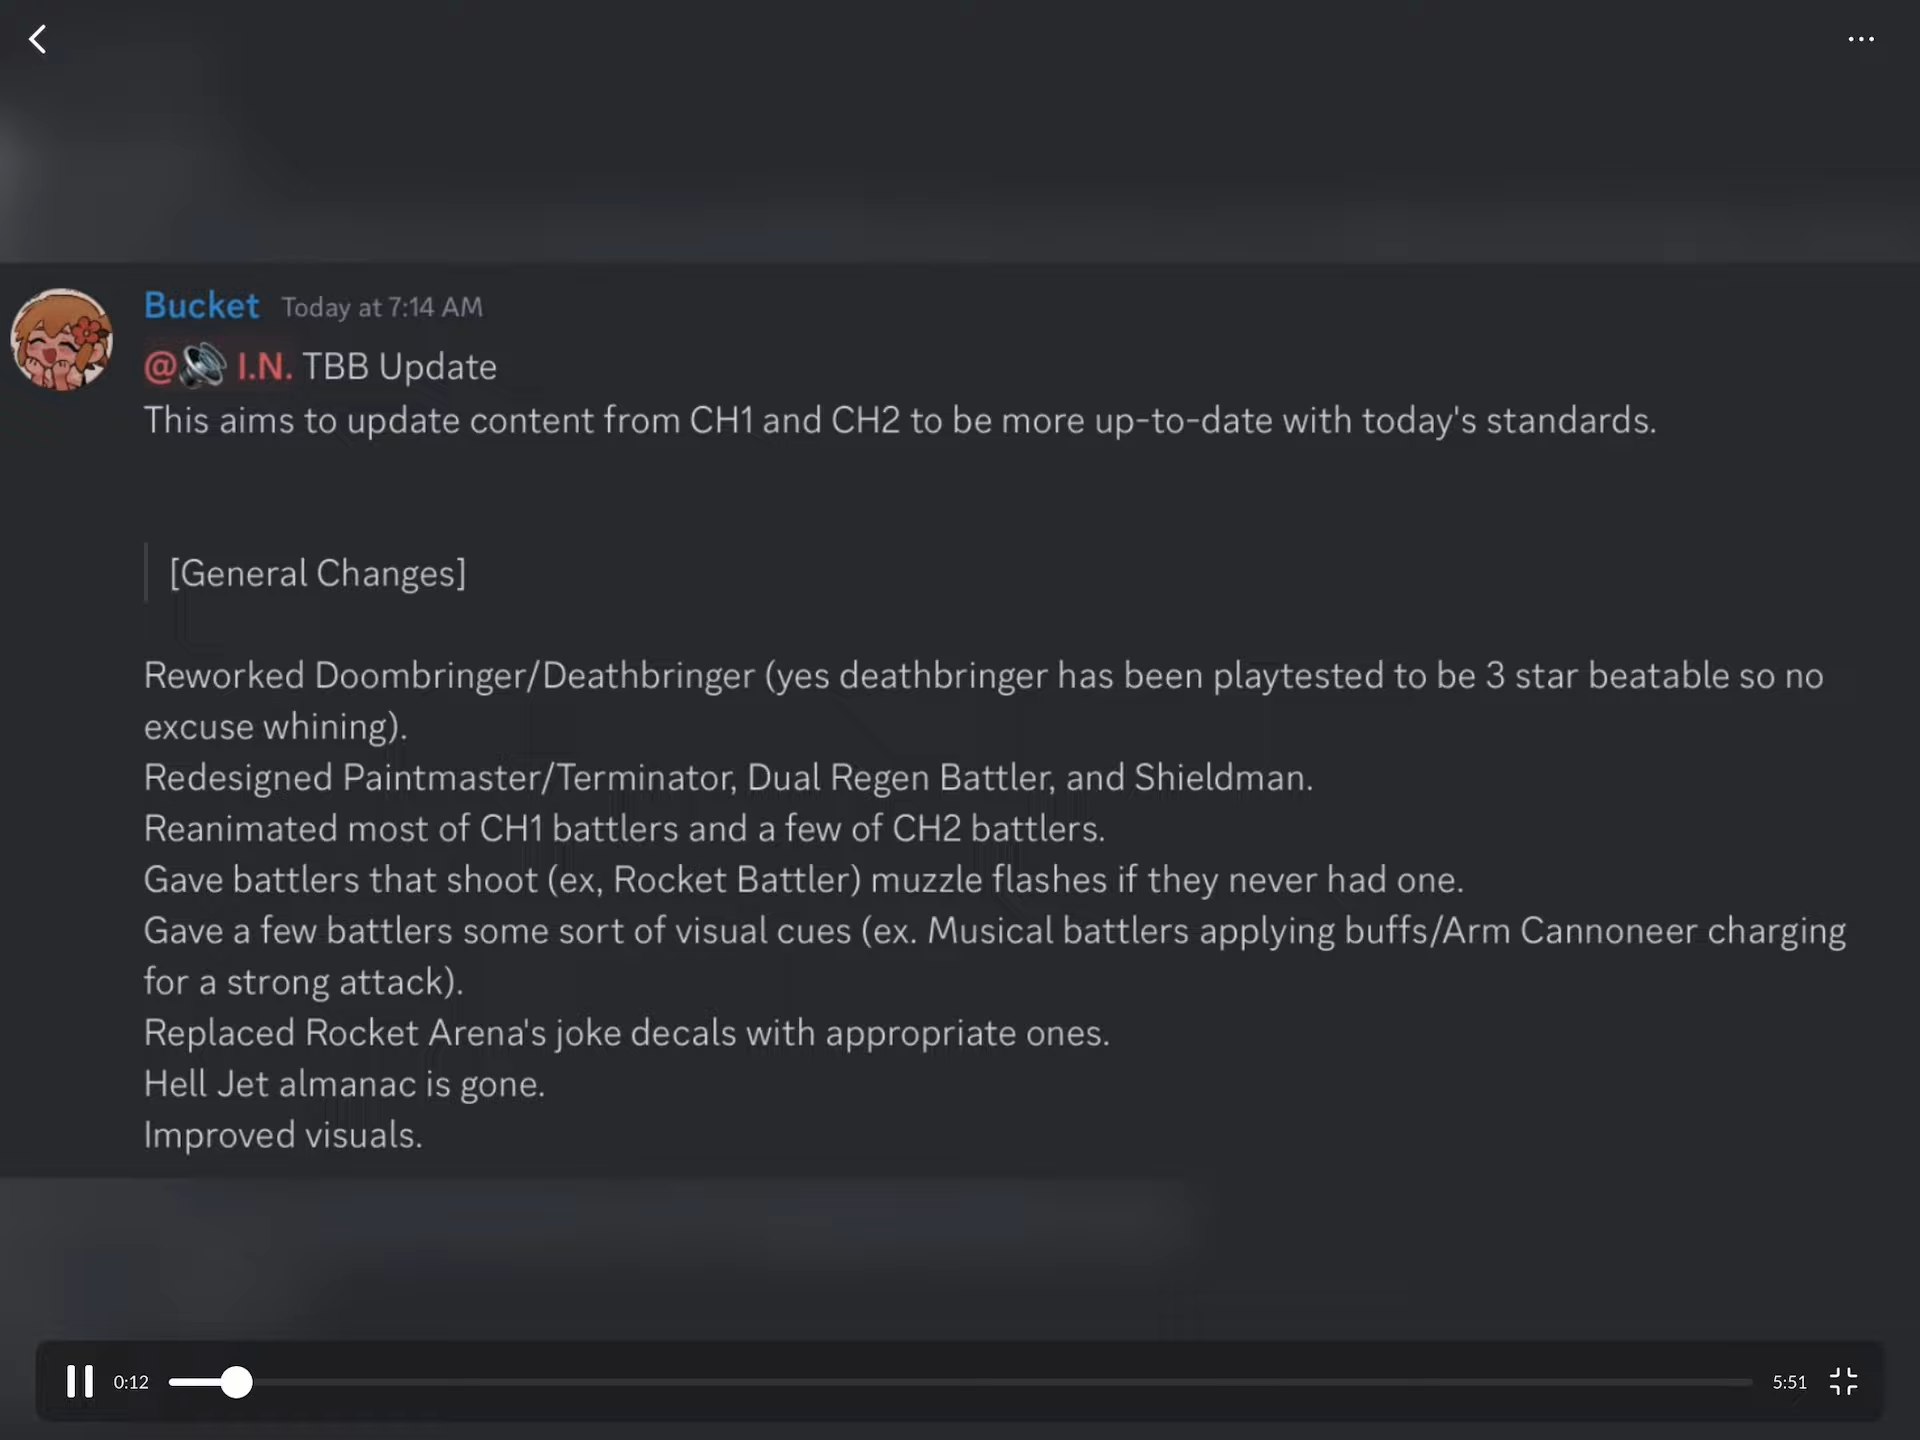 Bucket Today at 7:14 AM
@🔊 I.N. TBB Update
This aims to update content from CH1 and CH2 to be more up-to-date with today's standards.
[General Changes]
Reworked Doombringer/Deathbringer (yes deathbringer has been playtested to be 3 star beatable so no
excuse whining).
Redesigned Paintmaster/Terminator, Dual Regen Battler, and Shieldman.
Reanimated most of CH1 battlers and a few of CH2 battlers.
Gave battlers that shoot (ex, Rocket Battler) muzzle flashes if they never had one.
Gave a few battlers some sort of visual cues (ex. Musical battlers applying buffs/Arm Cannoneer charging
for a strong attack).
Replaced Rocket Arena's joke decals with appropriate ones.
Hell Jet almanac is gone.
Improved visuals.
0:12 5:51